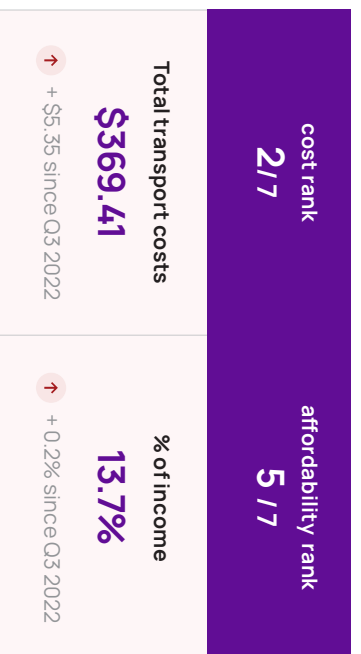 cost rank
2/7
affordability rank
5 /7
Total transport costs
$369.41
+ $5.35 since Q3 2022
% of income
13.7%
+ 0.2% since Q3 2022